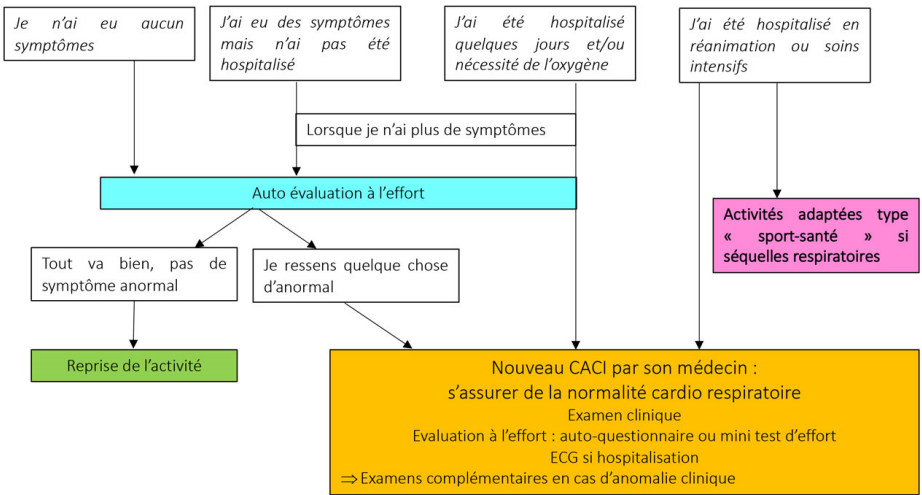 Je n'ai eu aucun
symptômes
J'ai eu des symptômes
mais n'ai pas été
hospitalisé
J'ai été hospitalisé
quelques jours et/ou
nécessité de l'oxygène
J'ai été hospitalisé en
réanimation ou soins
intensifs
Lorsque je n'ai plus de symptômes
Auto évaluation à l'effort
Activités adaptées type
« sport-santé » si
séquelles respiratoires
Tout va bien, pas de
symptôme anormal
Je ressens quelque chose
d'anormal
Reprise de l'activité
Nouveau CACI par son médecin :
s'assurer de la normalité cardio respiratoire
Examen clinique
Evaluation à l'effort : auto-questionnaire ou mini test d'effort
ECG si hospitalisation
⇒ Examens complémentaires en cas d'anomalie clinique